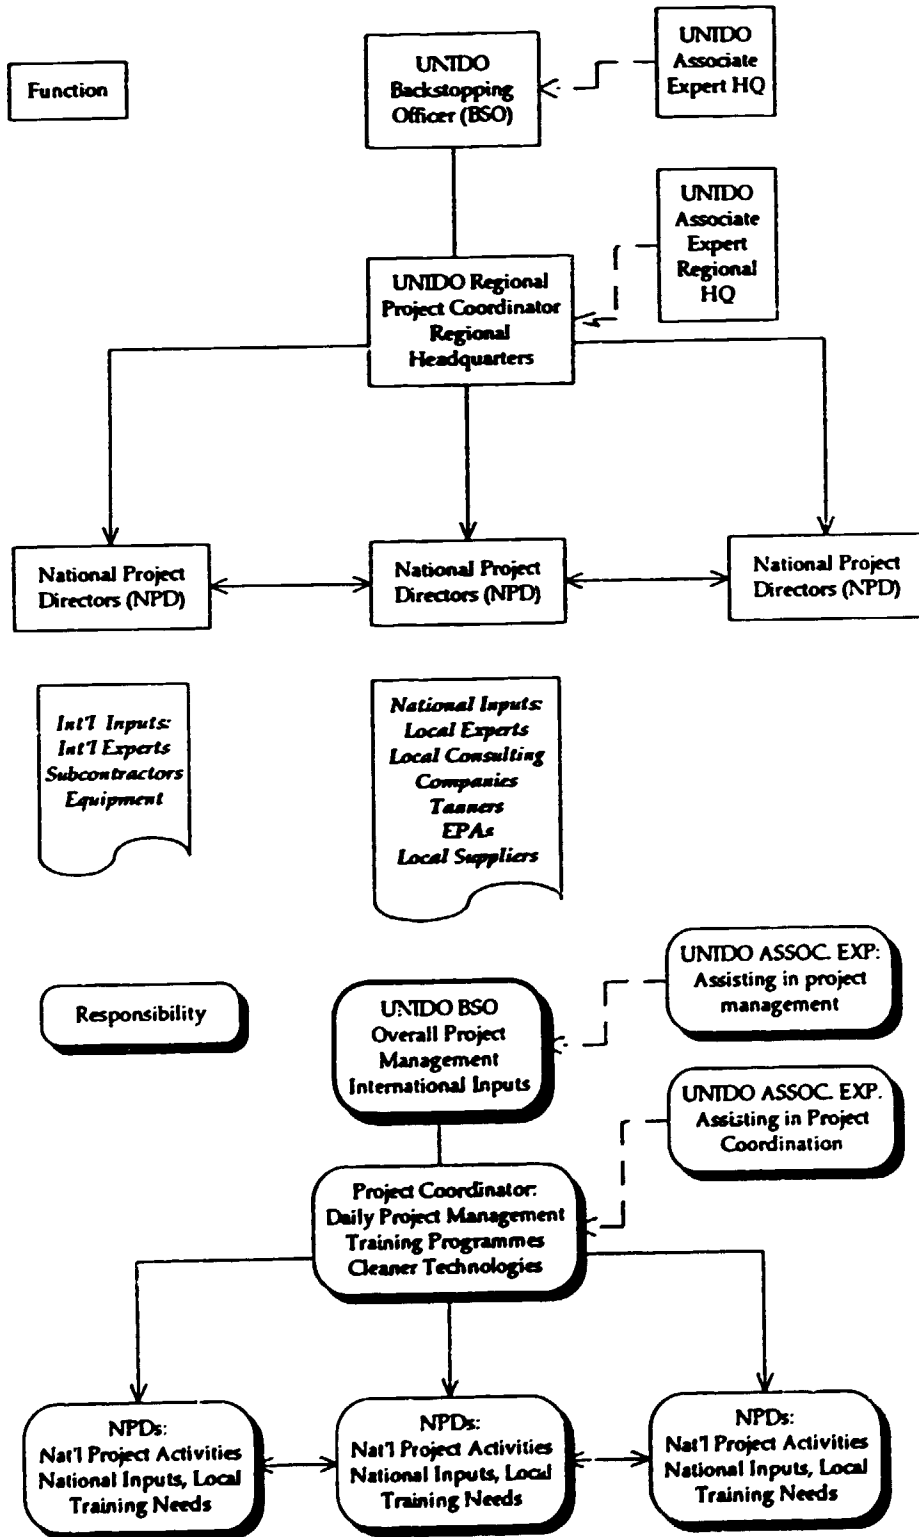 Function
UNIDO
Backstopping
Officer (BSO)
UNIDO
Associate
Expert HQ
UNIDO
Associate
Expert
Regional
HQ
UNIDO Regional
Project Coordinator
Regional
Headquarters
National Project
Directors (NPD)
National Project
Directors (NPD)
National Project
Directors (NPD)
Int'l Inputs:
Int'l Experts
Subcontractors
Equipment
National Inputs:
Local Experts
Local Consulting
Companies
Tanners
EPAs
Local Suppliers
Responsibility
UNIDO BSO
Overall Project
Management
International Inputs
UNIDO ASSOC. EXP:
Assisting in project
management
UNIDO ASSOC. EXP.
Assisting in Project
Coordination
Project Coordinator:
Daily Project Management
Training Programmes
Cleaner Technologies
NPDs:
Nat'l Project Activities
National Inputs, Local
Training Needs
NPDs:
Nat'l Project Activities
National Inputs, Local
Training Needs
NPDs:
Nat'l Project Activities
National Inputs, Local
Training Needs